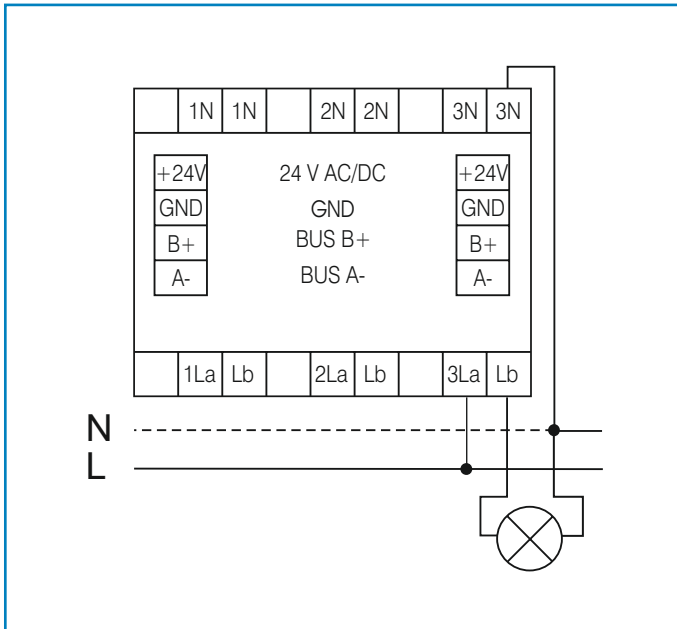 1N 1N 2N 2N 3N 3N
+24V 24 V AC/DC +24V
GND GND GND
B+ BUS B+ B+
A- BUS A- A-
1La Lb 2La Lb 3La Lb
N
L